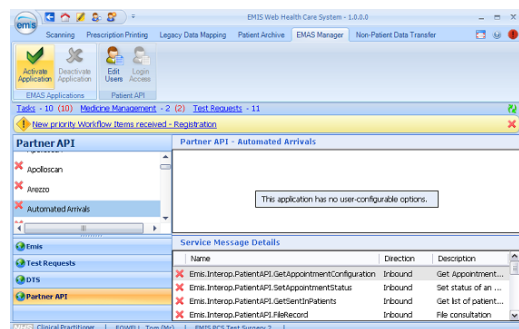 emis
EMIS Web Health Care System - 1.0.0.0
Scanning Prescription Printing Legacy Data Mapping Patient Archive EMAS Manager Non-Patient Data Transfer
Activate Application
Deactivate Application
Edit Users
Login Access
EMAS Applications
Patient API
Tasks - 10 (10) Medicine Management - 2 (2) Test Requests - 11
New priority Workflow Items received - Registration
Partner API
Apolloscan
Arezzo
Automated Arrivals
Emis
Test Requests
DTS
Partner API
Partner API - Automated Arrivals
This application has no user-configurable options.
Service Message Details
Name Direction Description
Emis.Interop.PatientAPI.GetAppointmentConfiguration Inbound Get Appointment...
Emis.Interop.PatientAPI.SetAppointmentStatus Inbound Set status of an ...
Emis.Interop.PatientAPI.GetSentInPatients Inbound Get list of patient...
Emis.Interop.PatientAPI.FileRecord Inbound File consultation